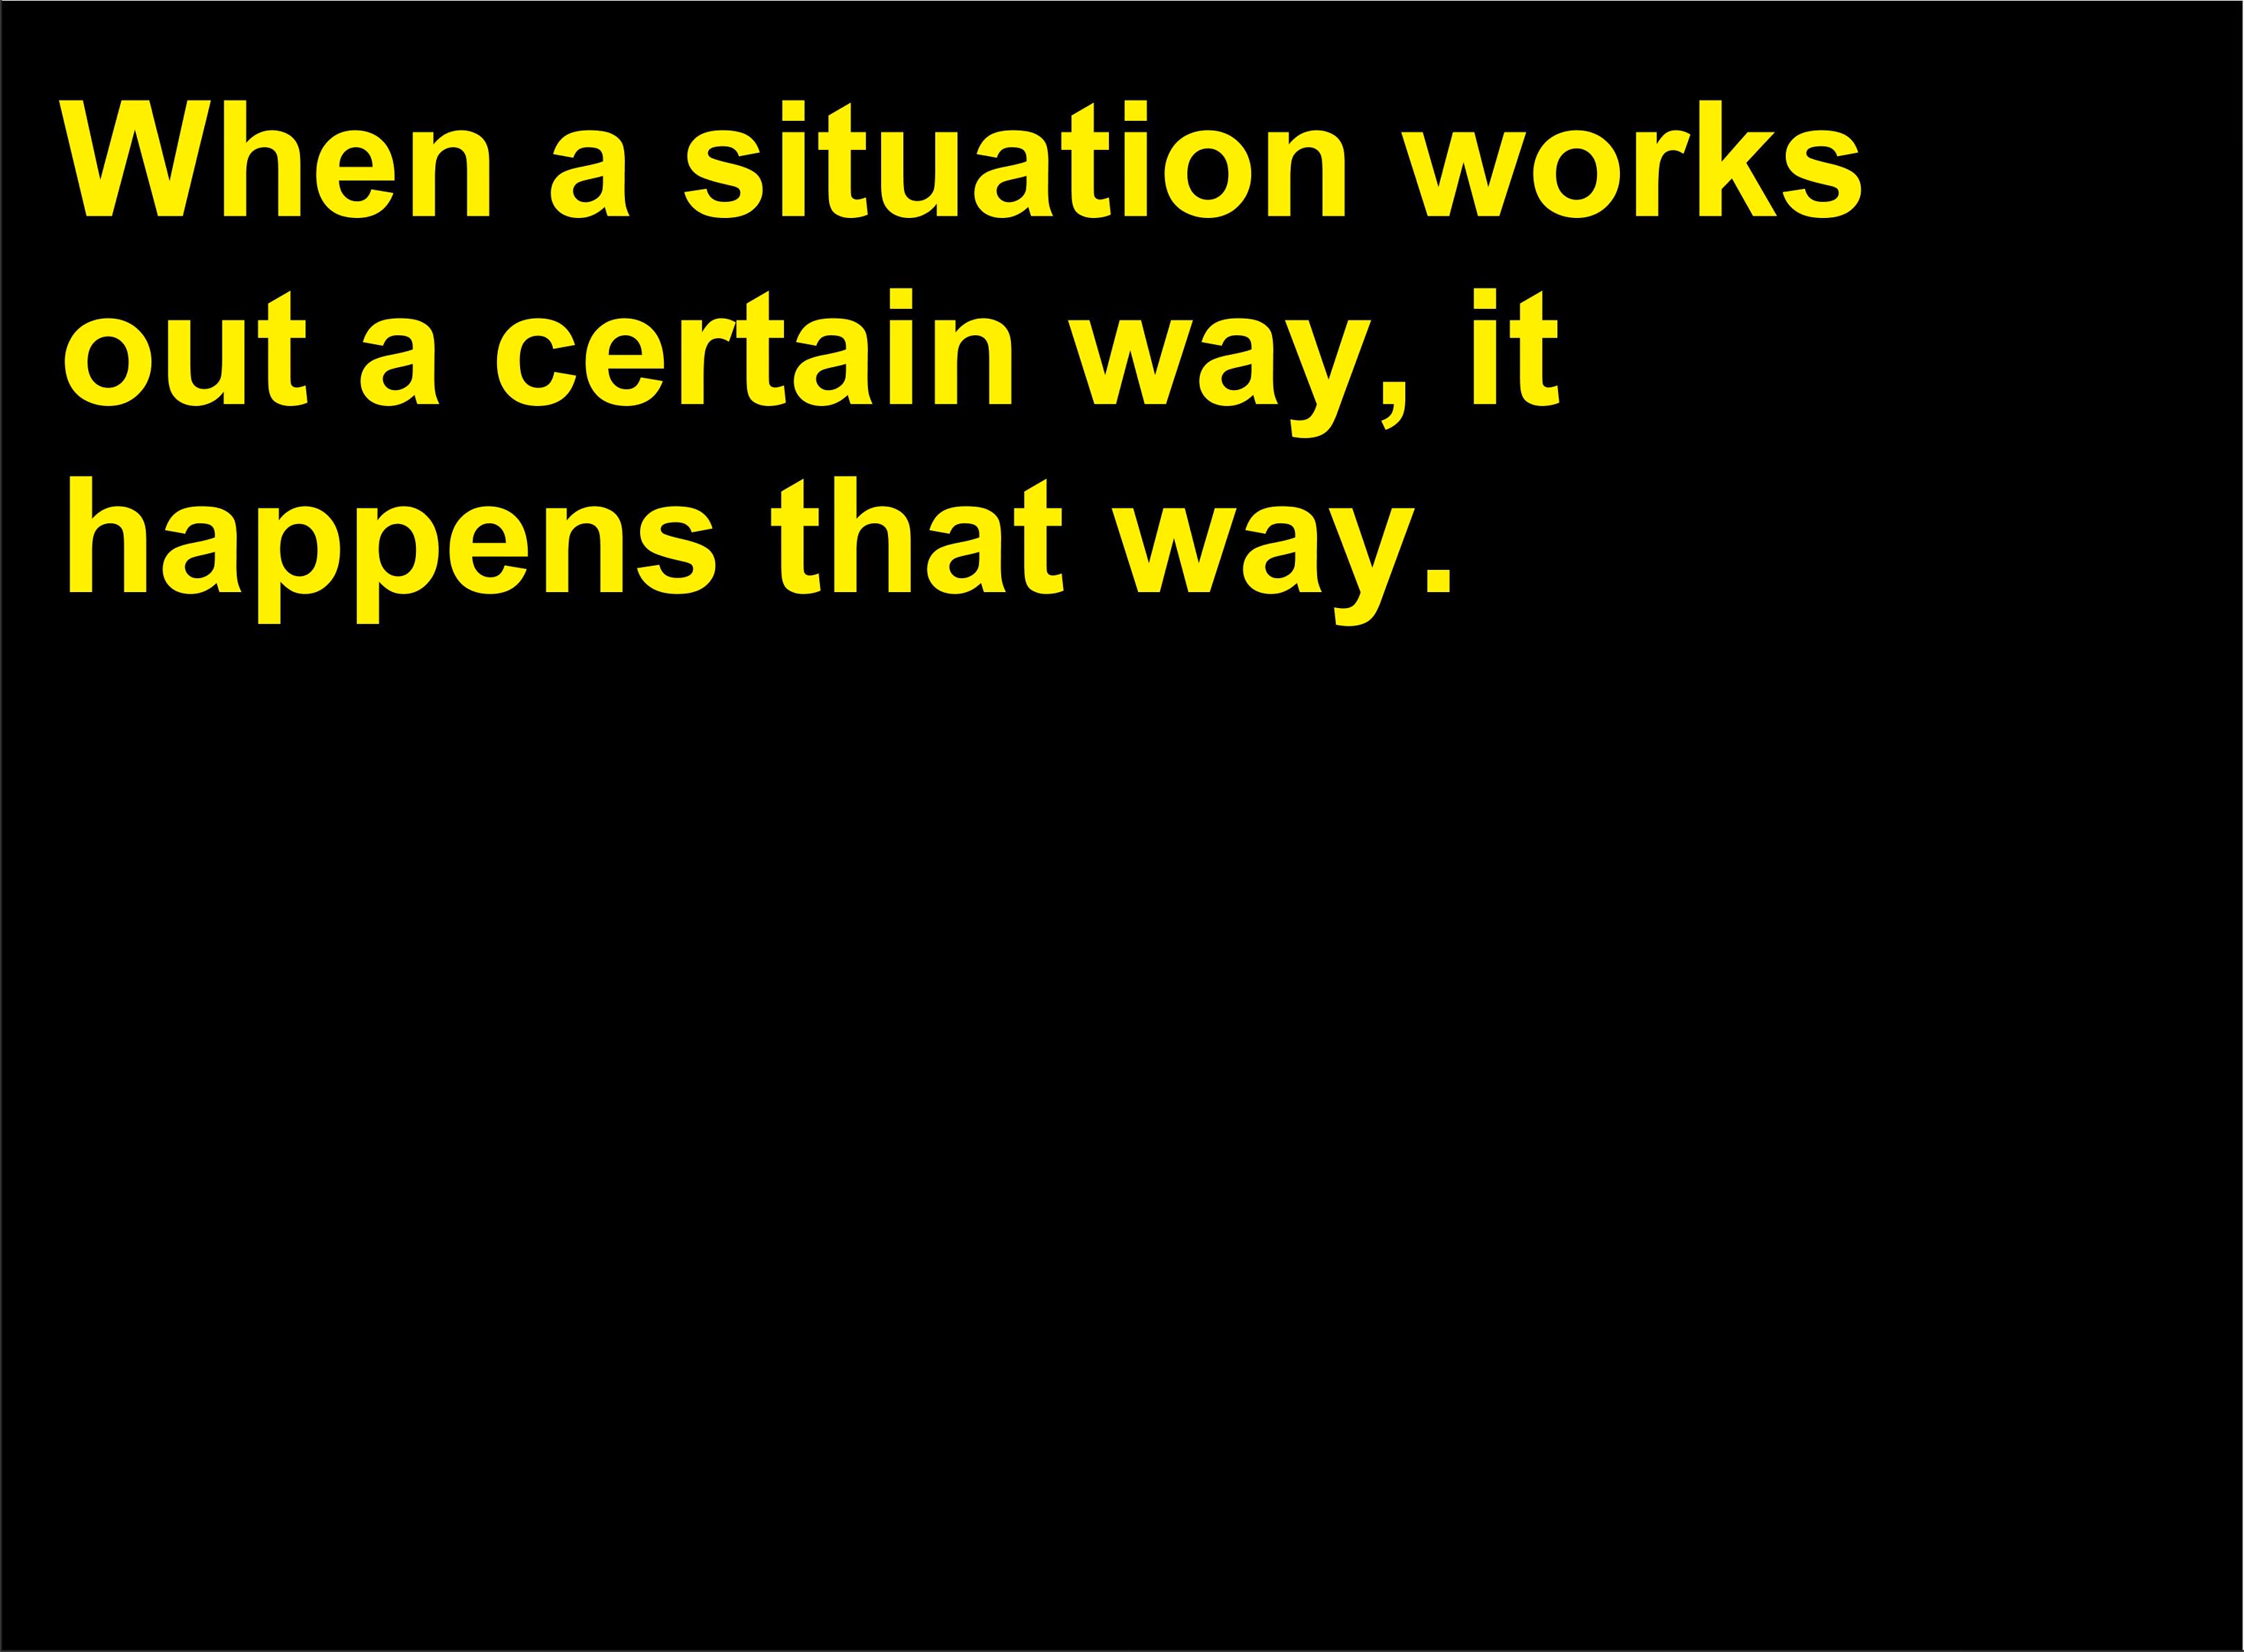 When a situation works
out a certain way, it
happens that way.